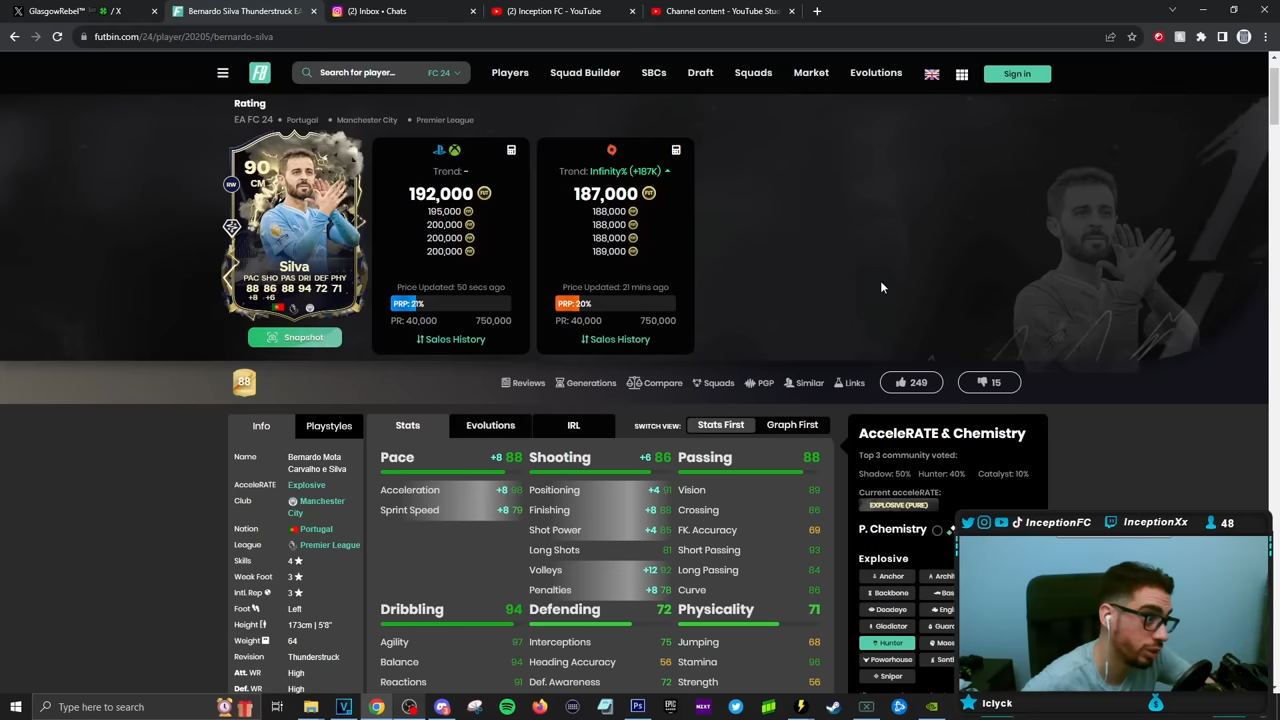 GlasgowRebel™ 🍀 / X
Bernardo Silva Thunderstruck EA
(2) Inbox • Chats
(2) Inception FC - YouTube
Channel content - YouTube Stud
futbin.com/24/player/20205/bernardo-silva
Search for player...
FC 24
Players
Squad Builder
SBCs
Draft
Squads
Market
Evolutions
Sign in
Rating
EA FC 24 • Portugal • Manchester City • Premier League
90
CM
RW
Silva
PAC SHO PAS DRI DEF PHY
88 86 88 94 72 71
+8 +6
Snapshot
Trend: -
192,000
195,000
200,000
200,000
200,000
Price Updated: 50 secs ago
PRP: 21%
PR: 40,000 750,000
Sales History
Trend: Infinity% (+187K)
187,000
188,000
188,000
188,000
189,000
Price Updated: 21 mins ago
PRP: 20%
PR: 40,000 750,000
Sales History
88
Reviews
Generations
Compare
Squads
PGP
Similar
Links
249
15
Info
Playstyles
Name Bernardo Mota
Carvalho e Silva
AcceleRATE Explosive
Club Manchester
City
Nation Portugal
League Premier League
Skills 4
Weak Foot 3
Intl. Rep 3
Foot Left
Height 173cm | 5'8"
Weight 64
Revision Thunderstruck
Att. WR High
Def. WR High
Stats
Evolutions
IRL
SWITCH VIEW:
Stats First
Graph First
Pace +8 88
Acceleration +8 98
Sprint Speed +8 79
Shooting +6 86
Positioning +4 91
Finishing +8 88
Shot Power +4 85
Long Shots 81
Volleys +12 92
Penalties +8 78
Passing 88
Vision 89
Crossing 86
FK. Accuracy 69
Short Passing 93
Long Passing 84
Curve 86
Dribbling 94
Agility 97
Balance 94
Reactions 91
Defending 72
Interceptions 75
Heading Accuracy 56
Def. Awareness 72
Physicality 71
Jumping 68
Stamina 96
Strength 56
AcceleRATE & Chemistry
Top 3 community voted:
Shadow: 50% Hunter: 40% Catalyst: 10%
Current acceleRATE:
EXPLOSIVE (PURE)
P. Chemistry
Explosive
Anchor
Backbone
Deadeye
Gladiator
Hunter
Powerhouse
Sniper
InceptionFC
InceptionXx
48
Iclyck
Type here to search